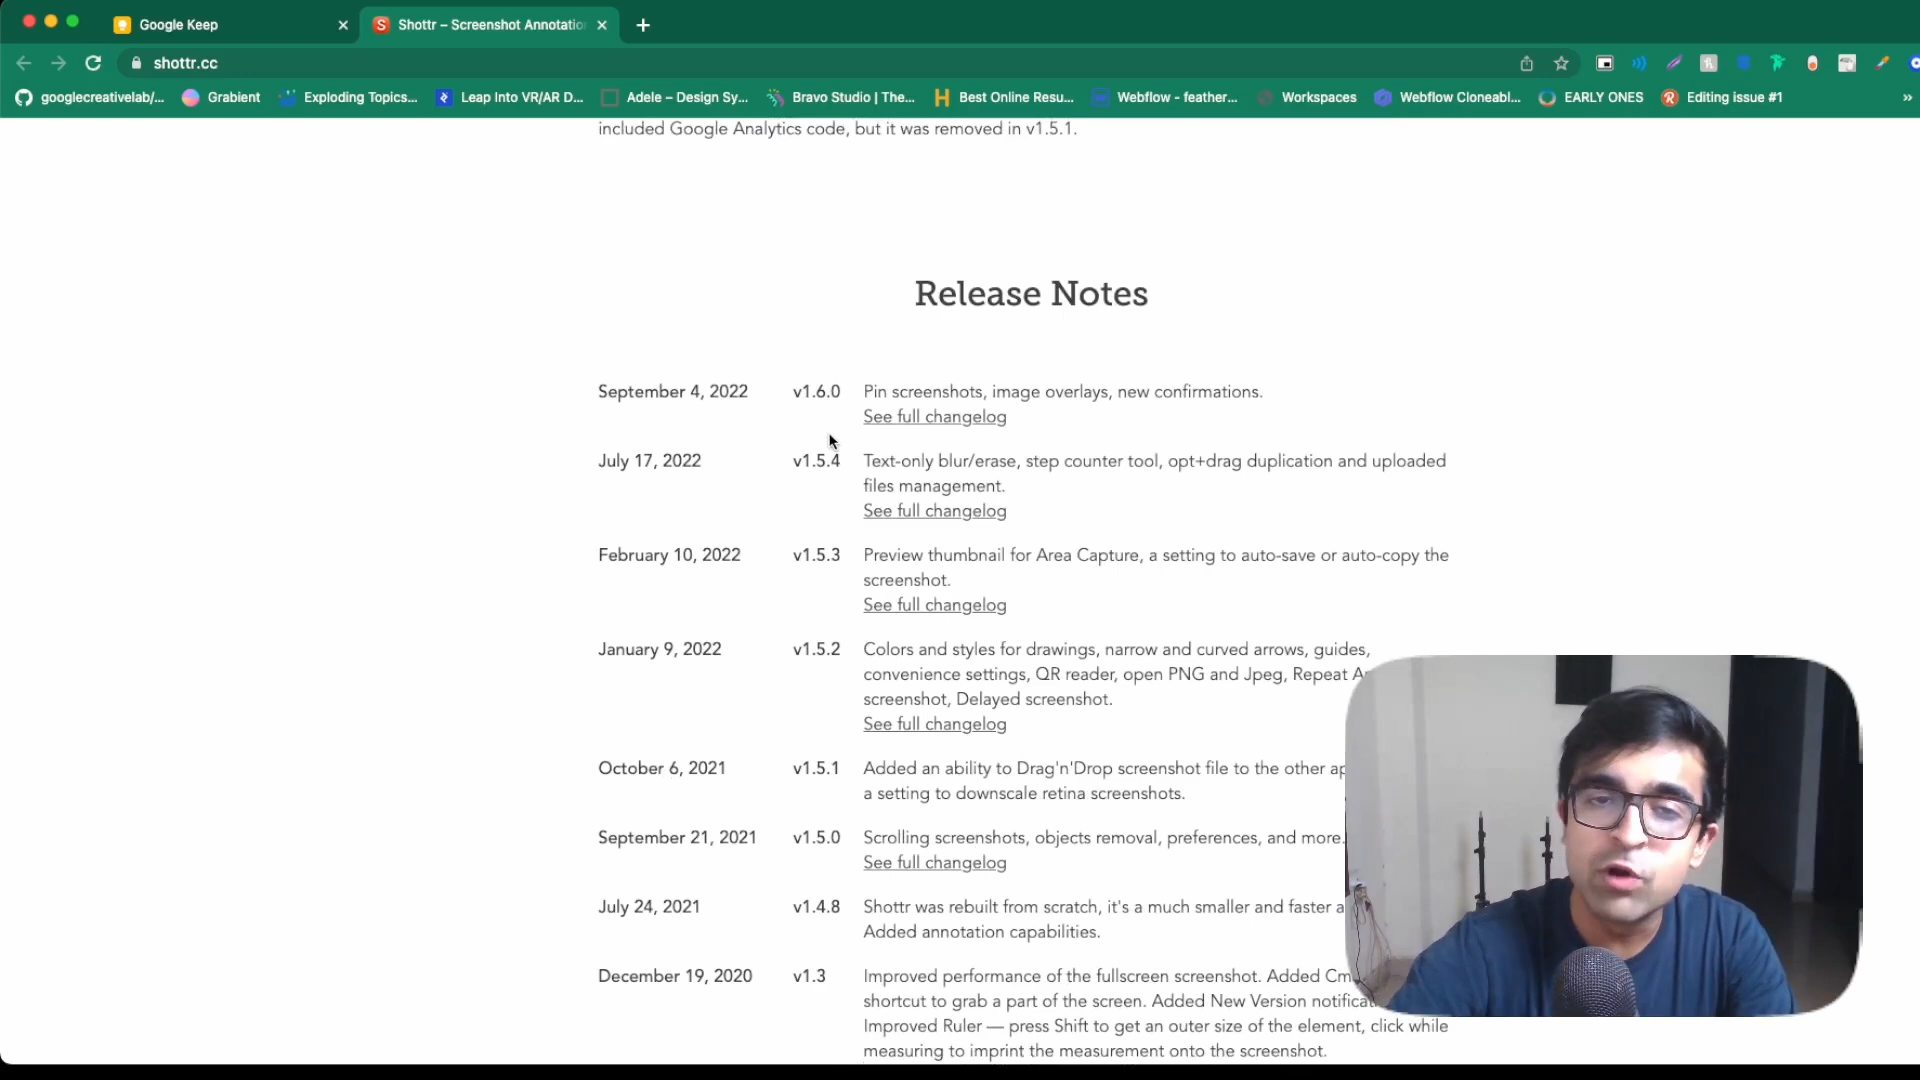 Google Keep
S Shottr – Screenshot Annotatio
shottr.cc
googlecreativelab/...
Grabient
Exploding Topics...
Leap Into VR/AR D...
Adele – Design Sy...
Bravo Studio | The...
H Best Online Resu...
Webflow - feather...
Workspaces
Webflow Cloneabl...
EARLY ONES
Editing issue #1
included Google Analytics code, but it was removed in v1.5.1.
Release Notes
September 4, 2022 v1.6.0 Pin screenshots, image overlays, new confirmations.
See full changelog
July 17, 2022 v1.5.4 Text-only blur/erase, step counter tool, opt+drag duplication and uploaded
files management.
See full changelog
February 10, 2022 v1.5.3 Preview thumbnail for Area Capture, a setting to auto-save or auto-copy the
screenshot.
See full changelog
January 9, 2022 v1.5.2 Colors and styles for drawings, narrow and curved arrows, guides,
convenience settings, QR reader, open PNG and Jpeg, Repeat
screenshot, Delayed screenshot.
See full changelog
October 6, 2021 v1.5.1 Added an ability to Drag'n'Drop screenshot file to the other
a setting to downscale retina screenshots.
September 21, 2021 v1.5.0 Scrolling screenshots, objects removal, preferences, and more.
See full changelog
July 24, 2021 v1.4.8 Shottr was rebuilt from scratch, it's a much smaller and faster
Added annotation capabilities.
December 19, 2020 v1.3 Improved performance of the fullscreen screenshot. Added
shortcut to grab a part of the screen. Added New Version
Improved Ruler — press Shift to get an outer size of the element, click while
measuring to imprint the measurement onto the screenshot.